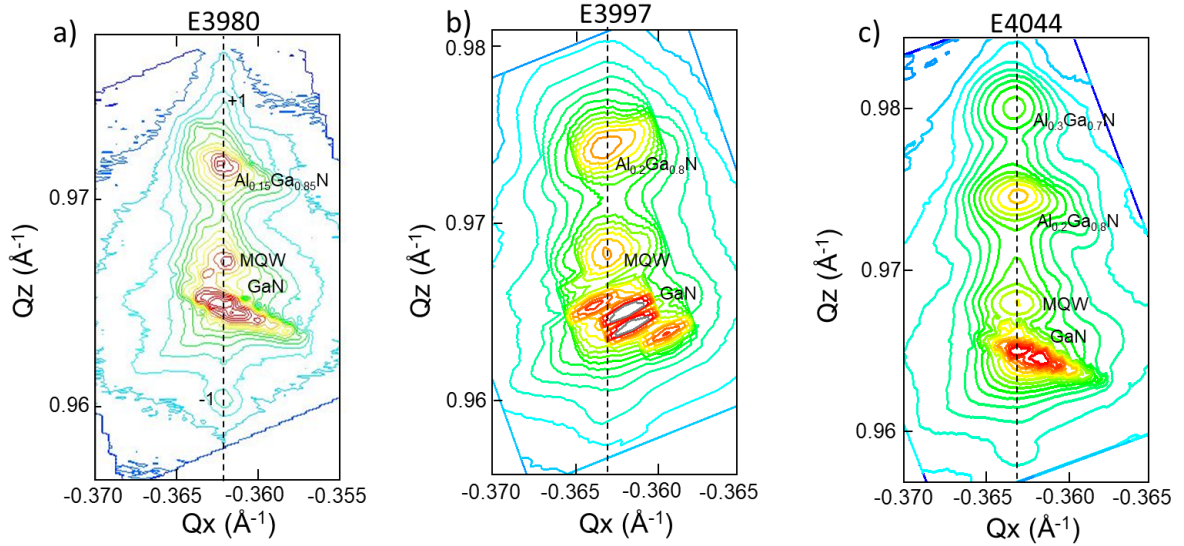 a)
E3980
0.97
0.96
+1
Al0.15Ga0.85N
MQW
GaN
-1
-0.370
-0.365
-0.360
-0.355
Qx (Å-1)
Qz (Å-1)
b)
E3997
0.98
0.97
0.96
Al0.2Ga0.8N
MQW
GaN
-0.370
-0.365
-0.360
-0.355
Qx (Å-1)
Qz (Å-1)
c)
E4044
0.98
0.97
0.96
Al0.3Ga0.7N
Al0.2Ga0.8N
MQW
GaN
-0.370
-0.365
-0.360
-0.355
Qx (Å-1)
Qz (Å-1)